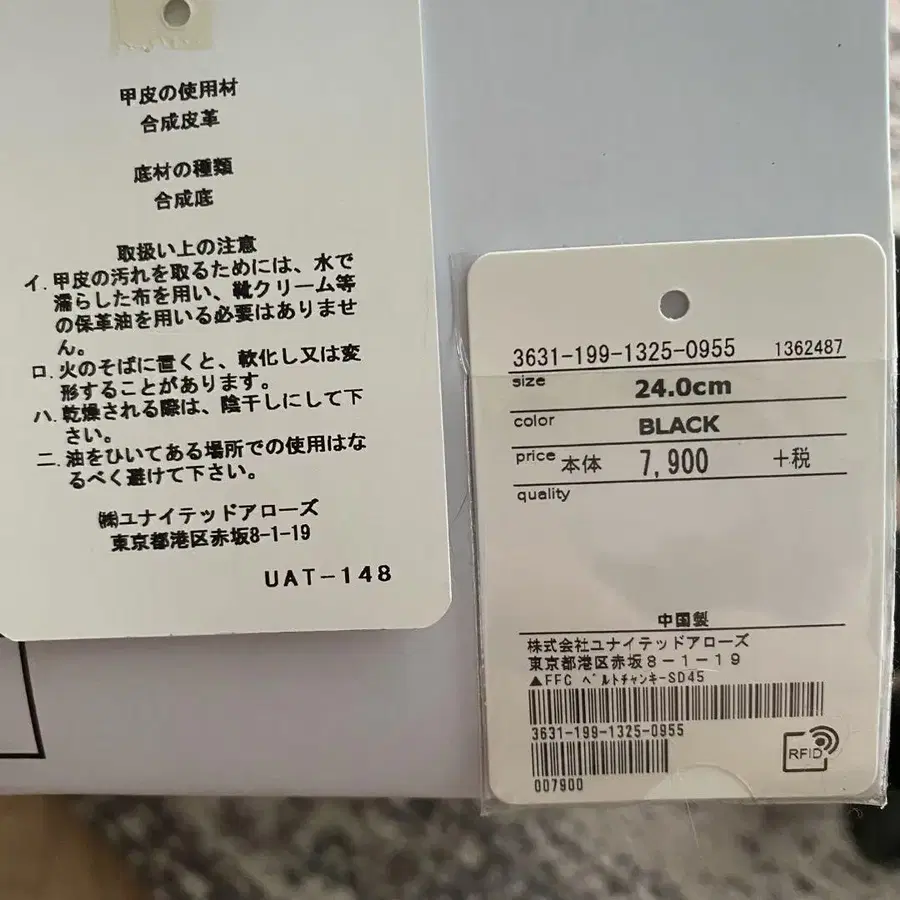 甲皮の使用材
合成皮革
底材の種類
合成底
取扱い上の注意
イ. 甲皮の汚れを取るためには、水で
濡らした布を用い、靴クリーム等
の保革油を用いる必要はありませ
ん。
ロ. 火のそばに置くと、軟化し又は変
形することがあります。
ハ. 乾燥される際は、陰干しにして下
さい。
ニ. 油をひいてある場所での使用はな
るべく避けて下さい。
㈱ユナイテッドアローズ
東京都港区赤坂8-1-19
UAT-148
3631-199-1325-0955 1362487
size 24.0cm
color BLACK
price 本体 7,900 +税
quality
中国製
株式会社ユナイテッドアローズ
東京都港区赤坂8-1-19
▲FFC ベルトチャンキーSD45
3631-199-1325-0955
RFID
007900